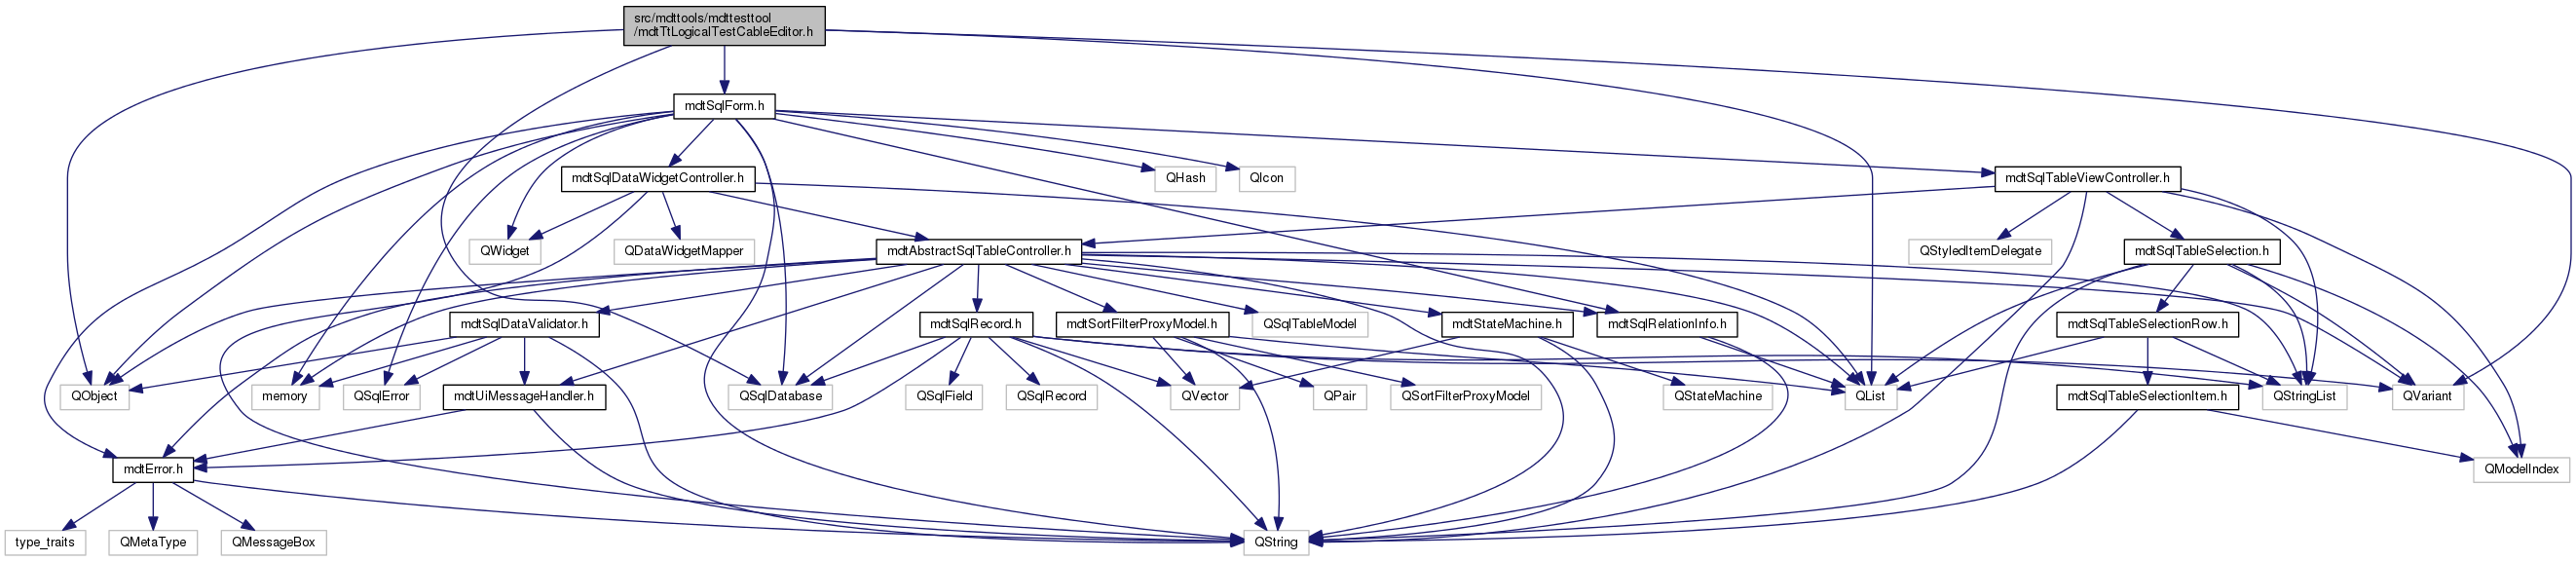 src/mdttools/mdttesttool
/mdtTtLogicalTestCableEditor.h
mdtSqlForm.h
mdtSqlDataWidgetController.h
QHash
QIcon
mdtSqlTableViewController.h
QWidget
QDataWidgetMapper
mdtAbstractSqlTableController.h
QStyledItemDelegate
mdtSqlTableSelection.h
mdtSqlDataValidator.h
mdtSqlRecord.h
mdtSortFilterProxyModel.h
QSqlTableModel
mdtStateMachine.h
mdtSqlRelationInfo.h
mdtSqlTableSelectionRow.h
QObject
memory
QSqlError
mdtUiMessageHandler.h
QSqlDatabase
QSqlField
QSqlRecord
QVector
QPair
QSortFilterProxyModel
QStateMachine
QList
mdtSqlTableSelectionItem.h
QStringList
QVariant
mdtError.h
QModelIndex
type_traits
QMetaType
QMessageBox
QString